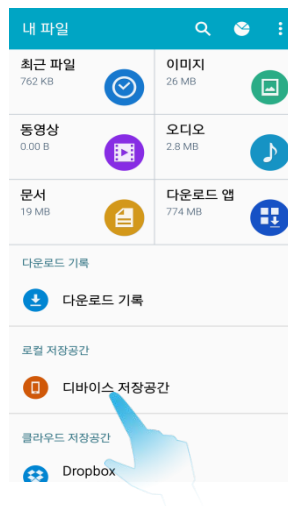 내 파일
최근 파일
762 KB
이미지
26 MB
동영상
0.00 B
오디오
2.8 MB
문서
19 MB
다운로드 앱
774 MB
다운로드 기록
다운로드 기록
로컬 저장공간
디바이스 저장공간
클라우드 저장공간
Dropbox